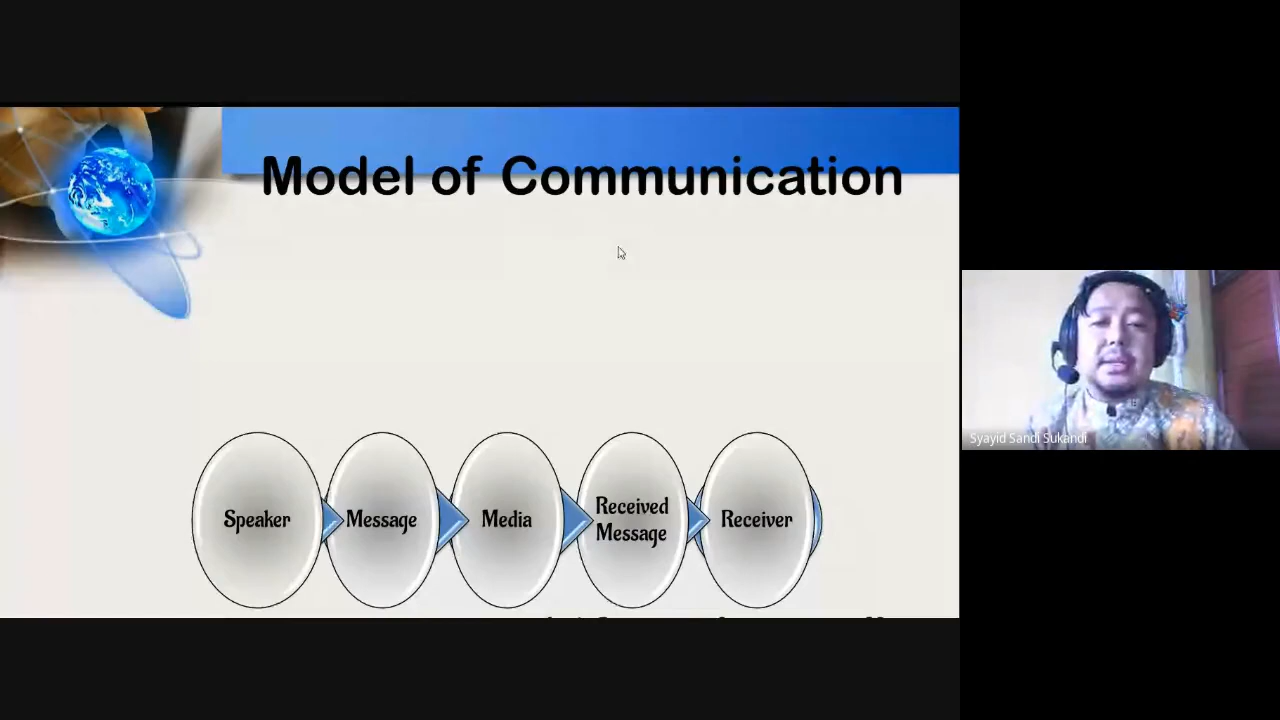 Model of Communication
Speaker
Message
Media
Received
Message
Receiver
Syayid Sandi Sukandi